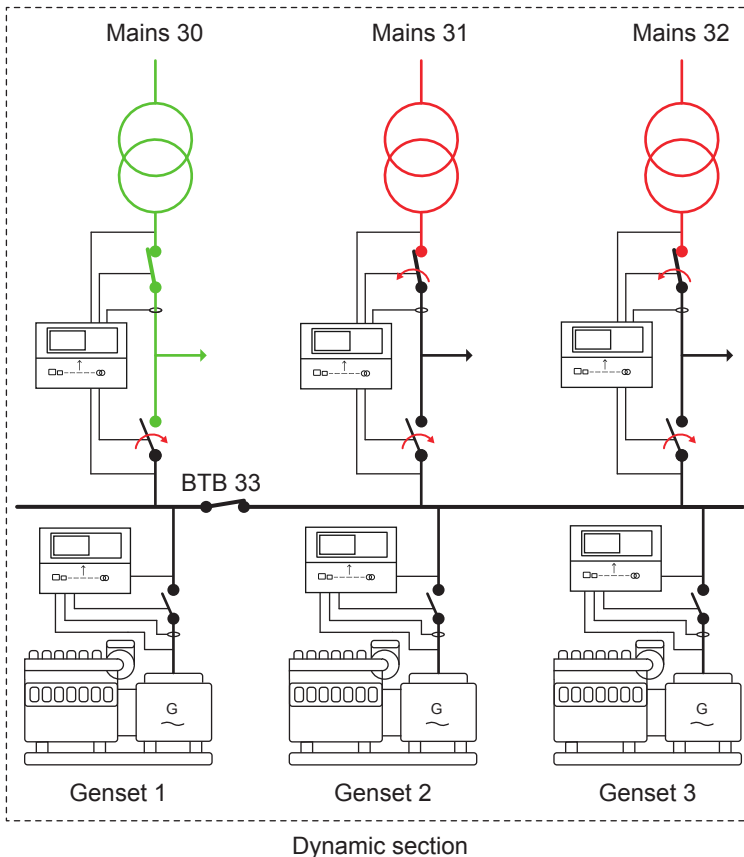 Mains 30
Mains 31
Mains 32
BTB 33
G
G
G
Genset 1
Genset 2
Genset 3
Dynamic section